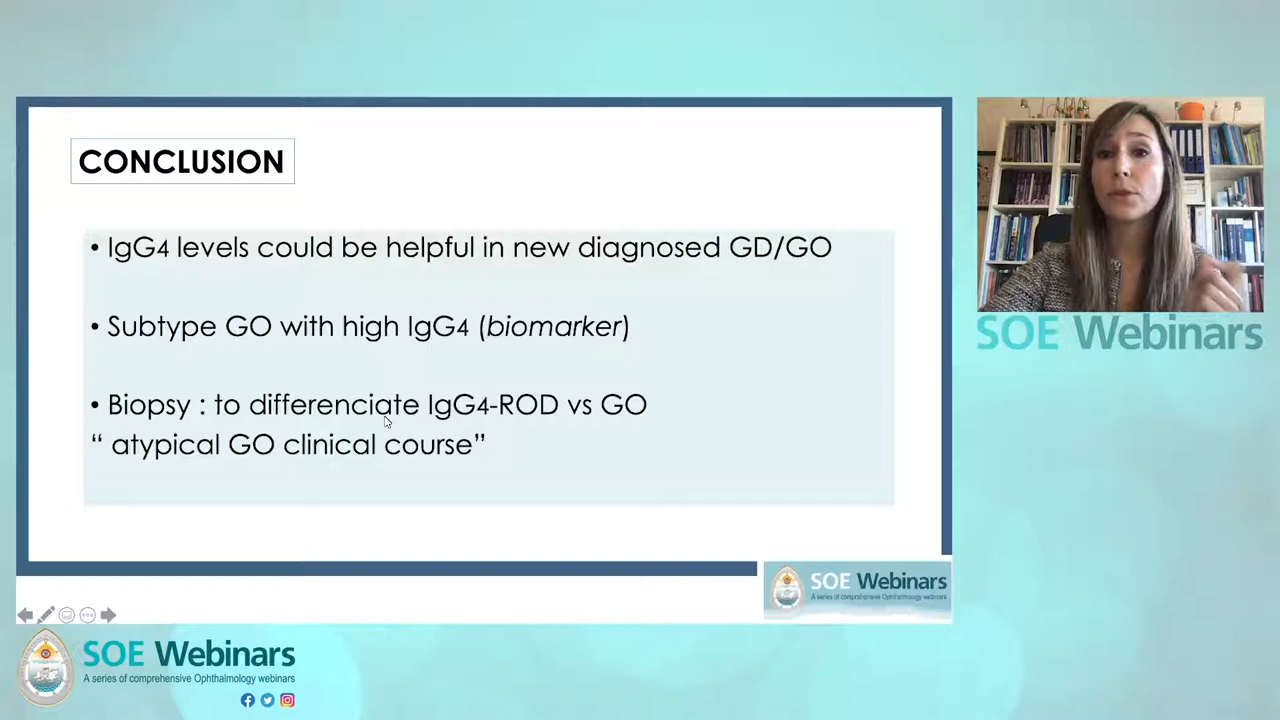 CONCLUSION
• IgG4 levels could be helpful in new diagnosed GD/GO
• Subtype GO with high IgG4 (biomarker)
• Biopsy : to differenciate IgG4-ROD vs GO
“ atypical GO clinical course”
SOE Webinars
A series of comprehensive Ophthalmology webinars
SOE Webinars
SOE Webinars
A series of comprehensive Ophthalmology webinars